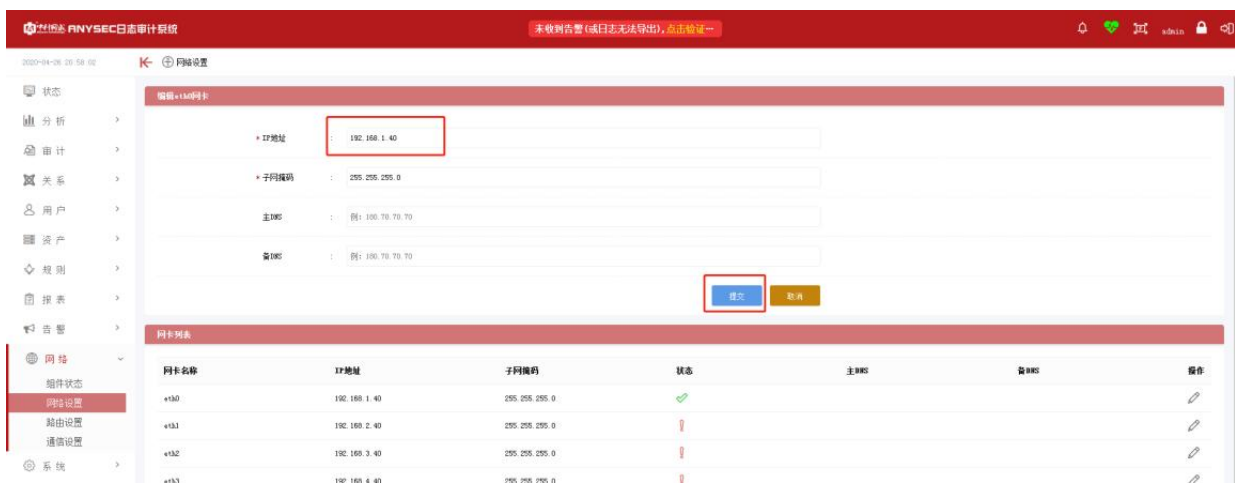 ANYSEC日志审计系统
未收到告警(或日志无法导出),点击验证~
admin
2020-04-26 20:58:02
网络设置
状态
分析
审计
关系
用户
资产
规则
报表
告警
网络
组件状态
网络设置
路由设置
通信设置
系统
编辑eth0网卡
* IP地址 : 192.168.1.40
* 子网掩码 : 255.255.255.0
主DNS : 例: 180.70.70.70
备DNS : 例: 180.70.70.70
提交 取消
网卡列表
网卡名称 IP地址 子网掩码 状态 主DNS 备DNS 操作
eth0 192.168.1.40 255.255.255.0
eth1 192.168.2.40 255.255.255.0
eth2 192.168.3.40 255.255.255.0
eth3 192.168.4.40 255.255.255.0